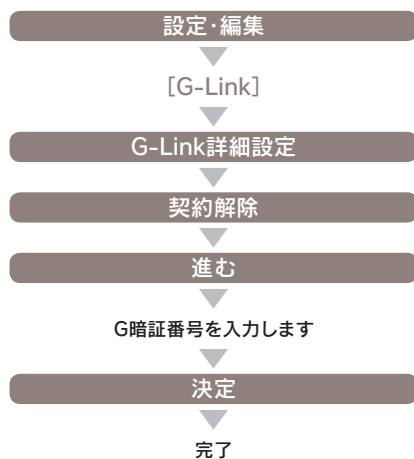 設定･編集
[G-Link]
G-Link詳細設定
契約解除
進む
G暗証番号を入力します
決定
完了